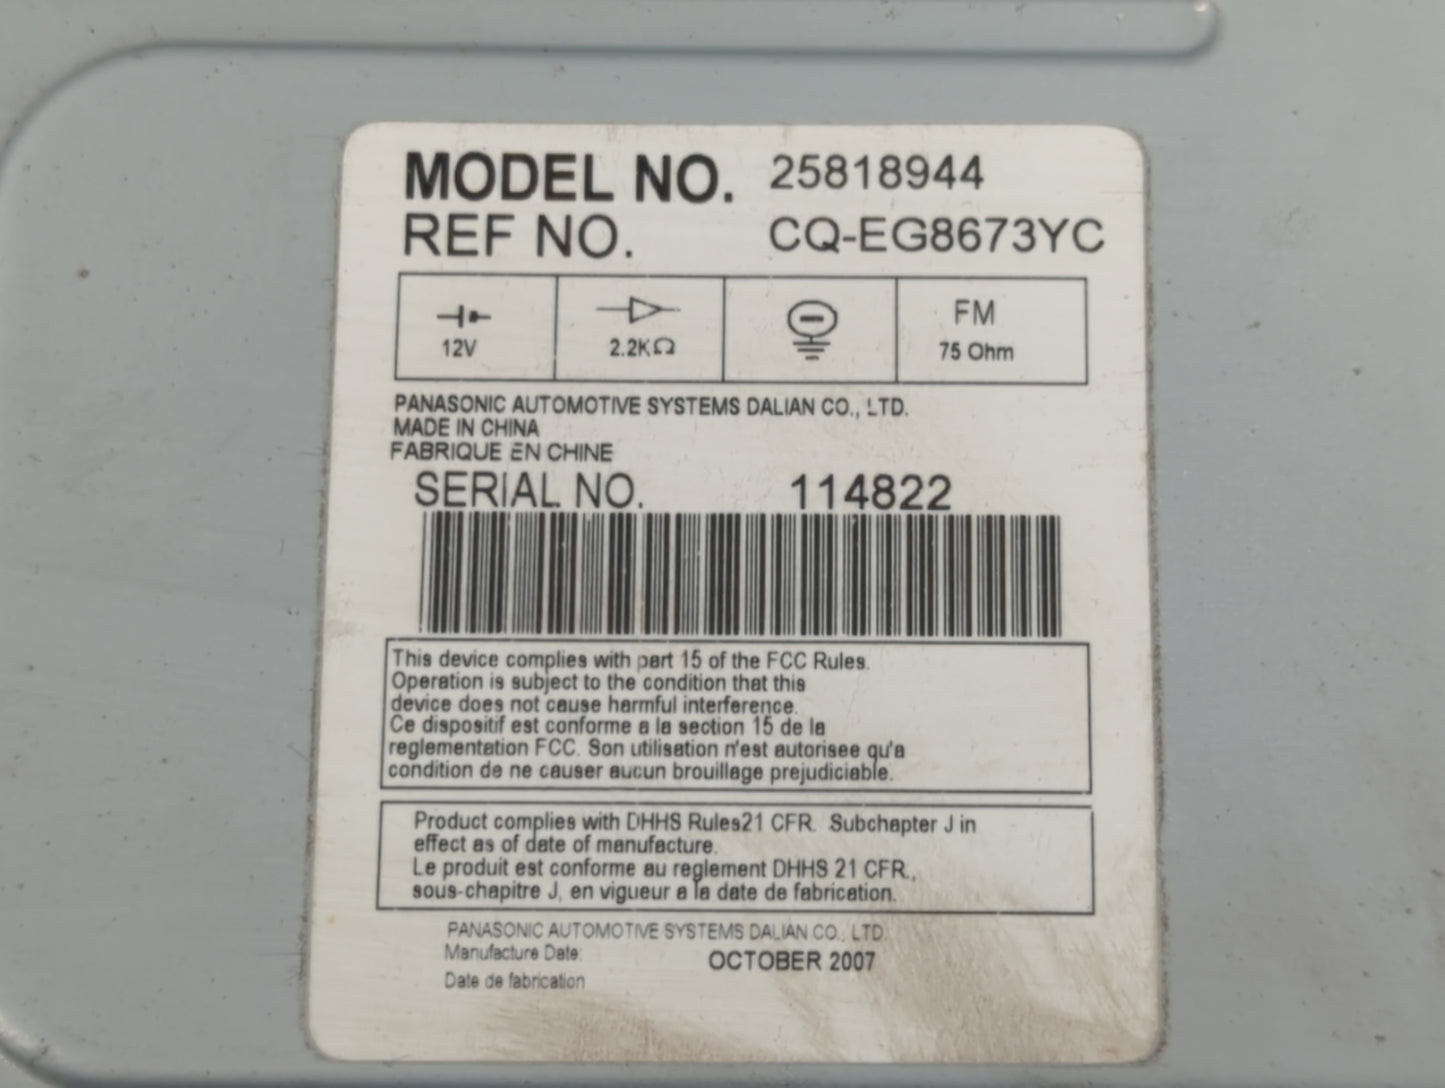 MODEL NO. 25818944
REF NO. CQ-EG8673YC
12V
2.2KΩ
FM
75 Ohm
PANASONIC AUTOMOTIVE SYSTEMS DALIAN CO., LTD.
MADE IN CHINA
FABRIQUE EN CHINE
SERIAL NO. 114822
This device complies with part 15 of the FCC Rules.
Operation is subject to the condition that this
device does not cause harmful interference.
Ce dispositif est conforme a la section 15 de la
reglementation FCC. Son utilisation n'est autorisee qu'a
condition de ne causer aucun brouillage prejudiciable.
Product complies with DHHS Rules21 CFR. Subchapter J in
effect as of date of manufacture.
Le produit est conforme au reglement DHHS 21 CFR.,
sous-chapitre J, en vigueur a la date de fabrication.
PANASONIC AUTOMOTIVE SYSTEMS DALIAN CO., LTD.
Manufacture Date: OCTOBER 2007
Date de fabrication